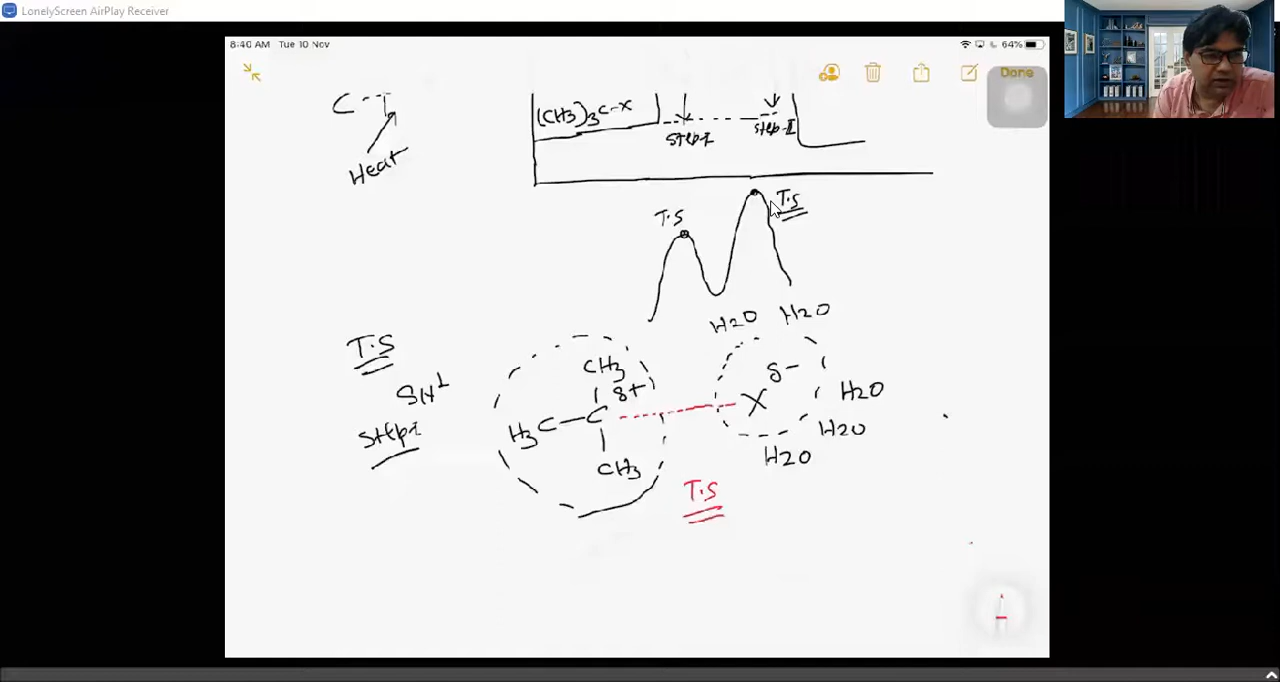 LonelyScreen AirPlay Receiver
8:40 AM Tue 10 Nov
64%
Done
C--I
Heat
(CH3)3C-X
Step-I
Step-II
T.S
T.S
H2O H2O
T.S
SN1
Step I
CH3
δ+
H3C-C
CH3
X
δ-
H2O
H2O
H2O
T.S